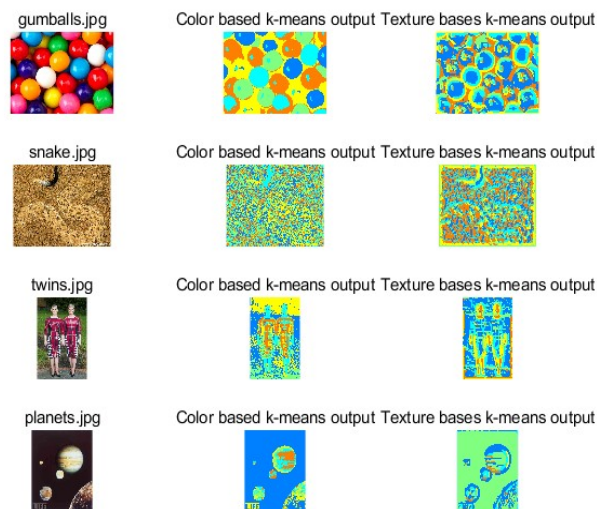 gumballs.jpg Color based k-means output Texture bases k-means output
snake.jpg Color based k-means output Texture bases k-means output
twins.jpg Color based k-means output Texture bases k-means output
planets.jpg Color based k-means output Texture bases k-means output